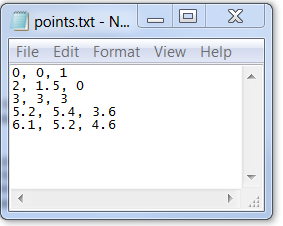 points.txt - N...
File Edit Format View Help
0, 0, 1
2, 1.5, 0
3, 3, 3
5.2, 5.4, 3.6
6.1, 5.2, 4.6